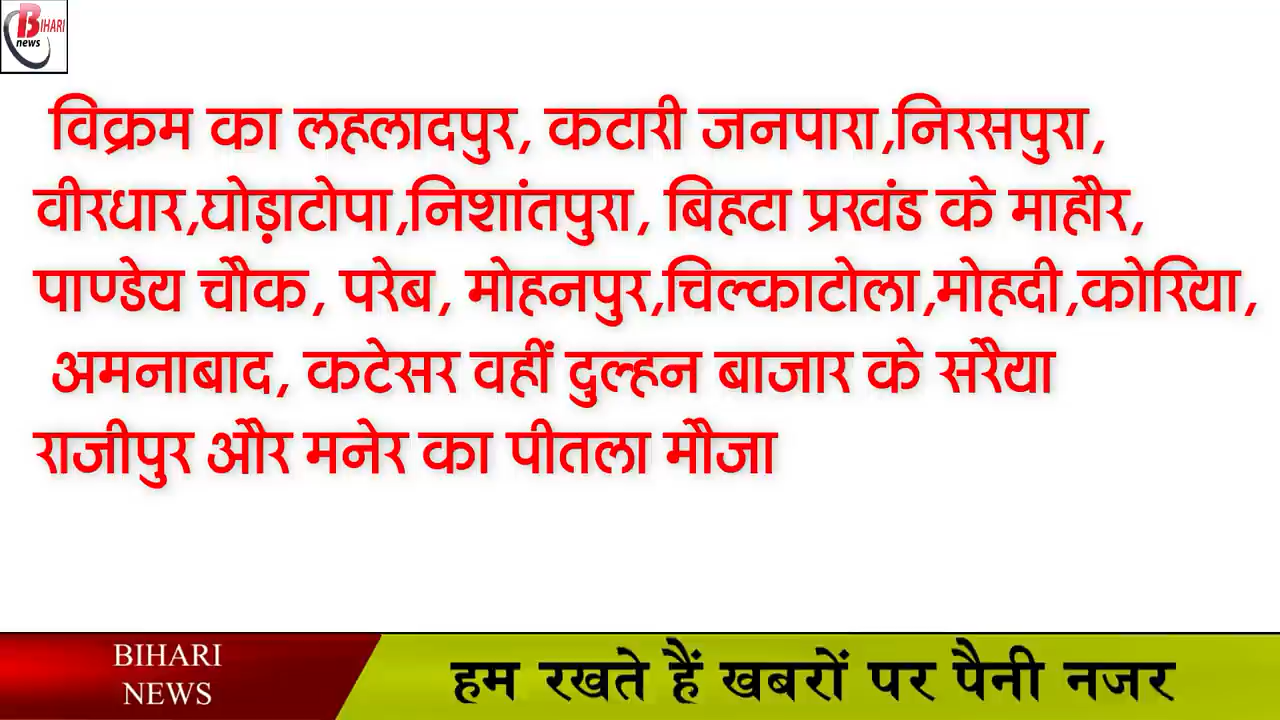 BIHARI
news
विक्रम का लहलादपुर, कटारी जनपारा,निरसपुरा,
वीरधार,घोड़ाटोपा,निशांतपुरा, बिहटा प्रखंड के माहौर,
पाण्डेय चौक, परेब, मोहनपुर,चिल्काटोला,मोहदी,कोरिया,
अमनाबाद, कटेसर वहीं दुल्हन बाजार के सरैया
राजीपुर और मनेर का पीतला मौजा
BIHARI
NEWS
हम रखते हैं खबरों पर पैनी नजर